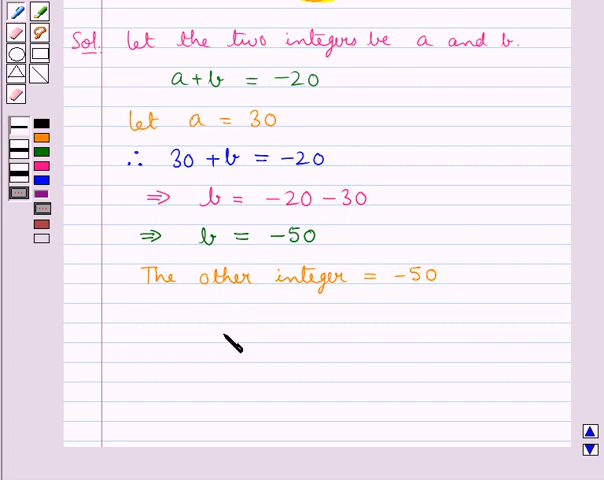 Sol. Let the two integers be a and b.
a+b = -20
Let a = 30
∴ 30 + b = -20
⇒ b = -20 - 30
⇒ b = -50
The other integer = -50